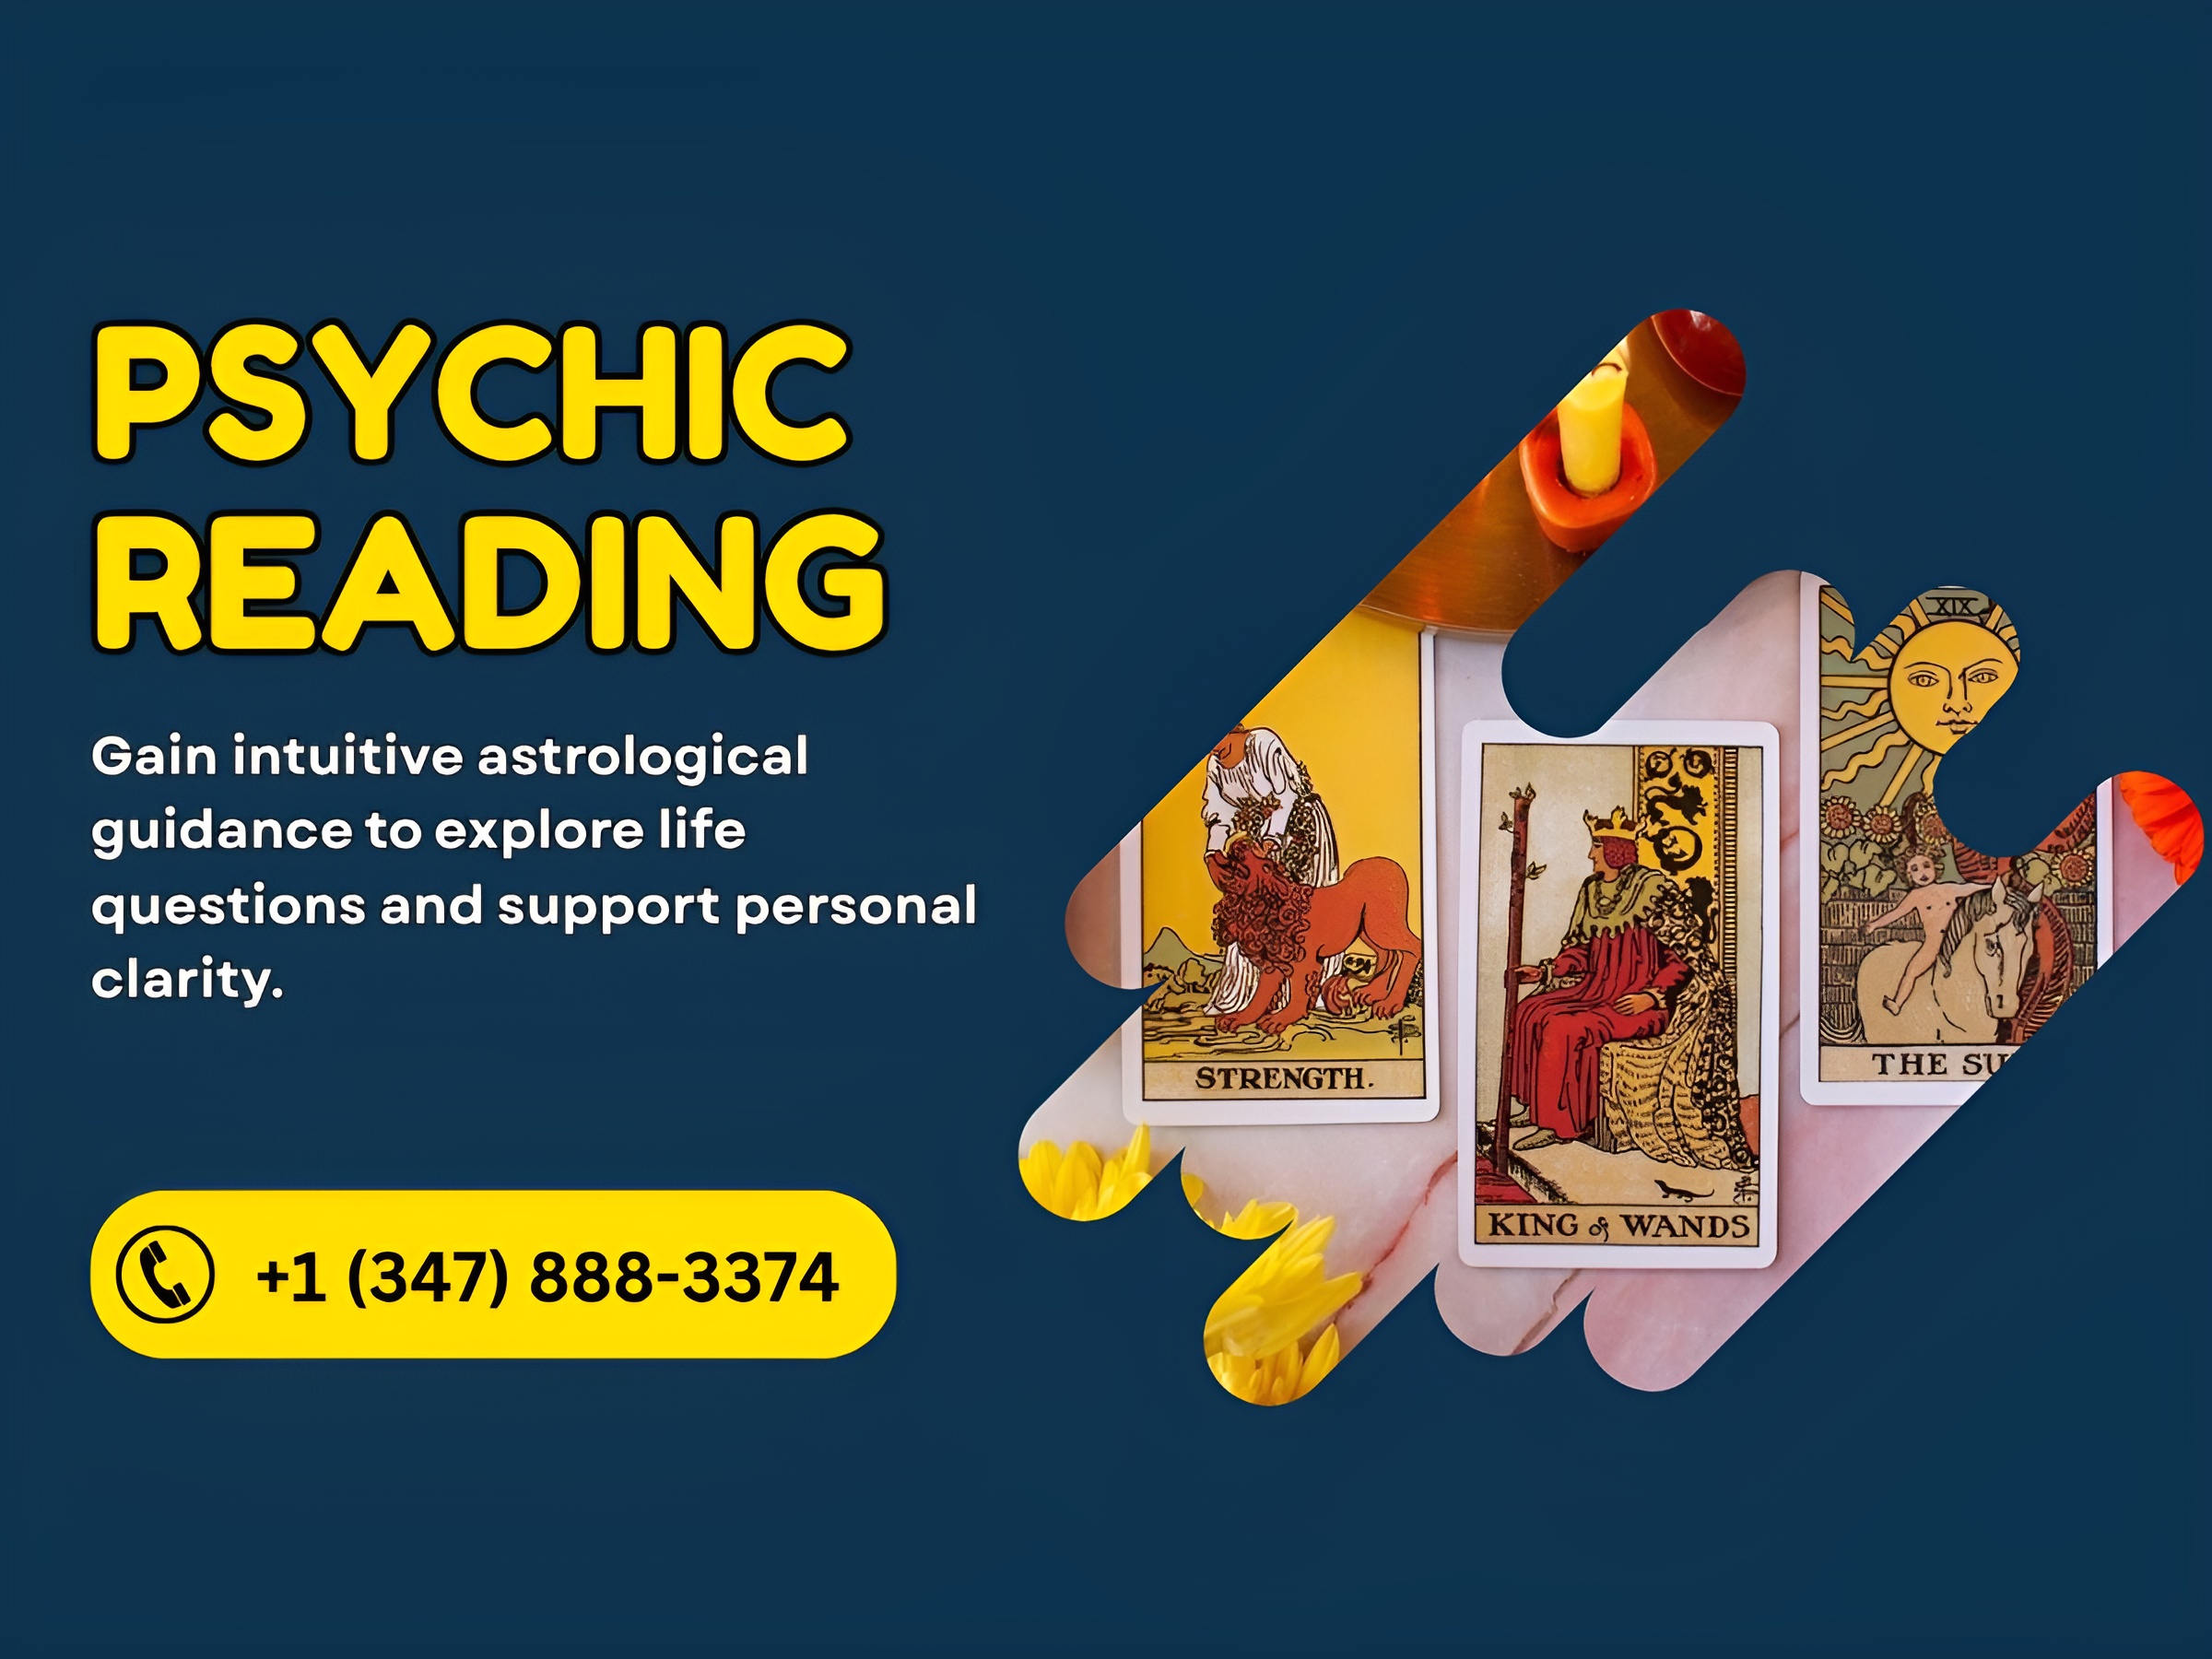 PSYCHIC
READING
Gain intuitive astrological
guidance to explore life
questions and support personal
clarity.
+1 (347) 888-3374
XIX
STRENGTH.
KING of WANDS
THE SU